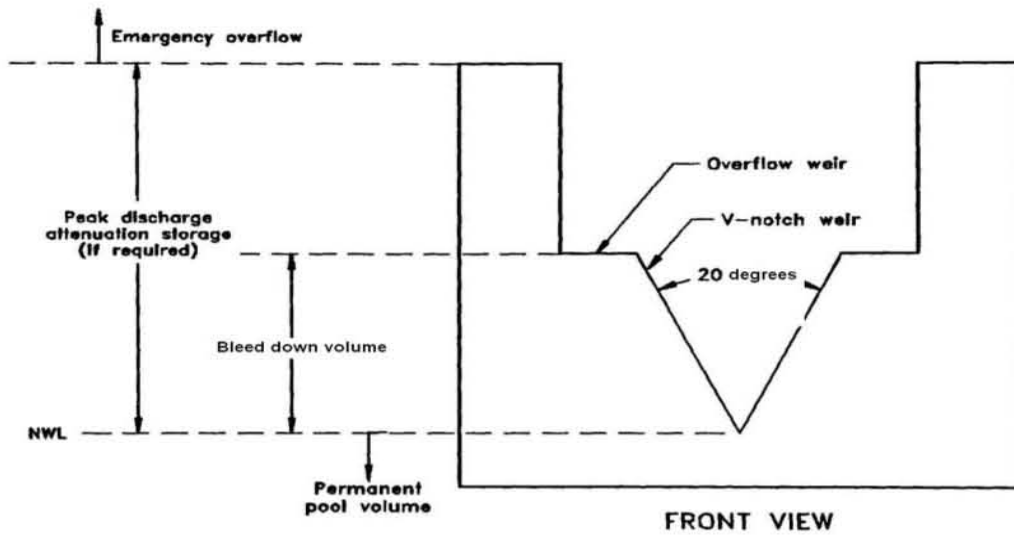 Emergency overflow
Overflow weir
Peak discharge
attenuation storage
(if required)
V-notch weir
20 degrees
Bleed down volume
NWL
Permanent
pool volume
FRONT VIEW